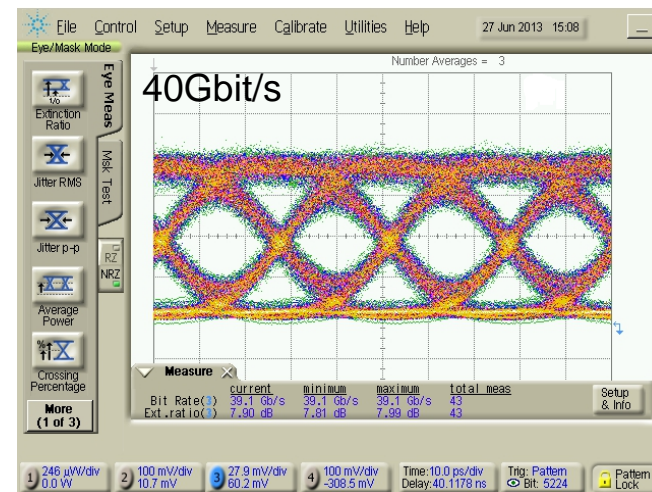 File Control Setup Measure Calibrate Utilities Help 27 Jun 2013 15:08
Eye/Mask Mode
Number Averages = 3
40Gbit/s
Eye Meas
Msk Test
1/0
Extinction
Ratio
Jitter RMS
Jitter p-p
RZ
NRZ
Average
Power
Crossing
Percentage
More
(1 of 3)
Measure
current minimum maximum total meas
Bit Rate(3) 39.1 Gb/s 39.1 Gb/s 39.1 Gb/s 43
Ext.ratio(3) 7.90 dB 7.81 dB 7.99 dB 43
Setup
& Info
1) 246 µW/div
0.0 W
2) 100 mV/div
10.7 mV
3) 27.9 mV/div
60.2 mV
4) 100 mV/div
-308.5 mV
Time:10.0 ps/div
Delay:40.1178 ns
Trig: Pattern
Bit: 5224
Pattern
Lock